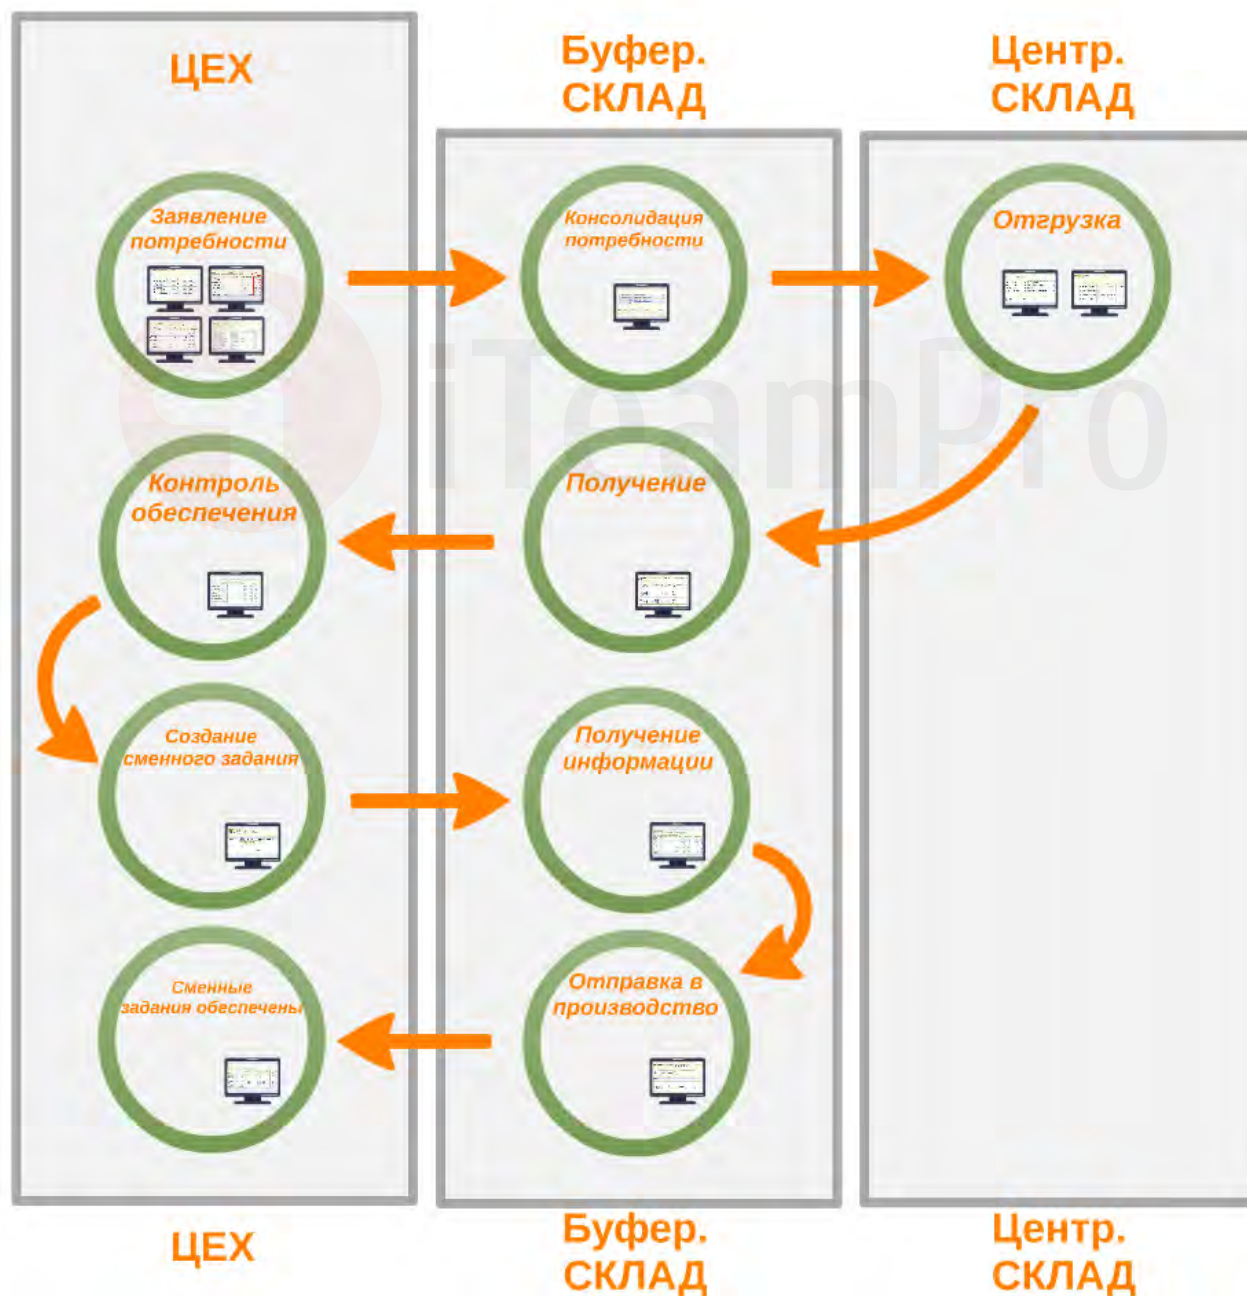 ЦЕХ
Буфер.
СКЛАД
Центр.
СКЛАД
Заявление
потребности
Консолидация
потребности
Отгрузка
iTeamPro
Контроль
обеспечения
Получение
Создание
сменного задания
Получение
информации
Сменные
задания обеспечены
Отправка в
производство
ЦЕХ
Буфер.
СКЛАД
Центр.
СКЛАД